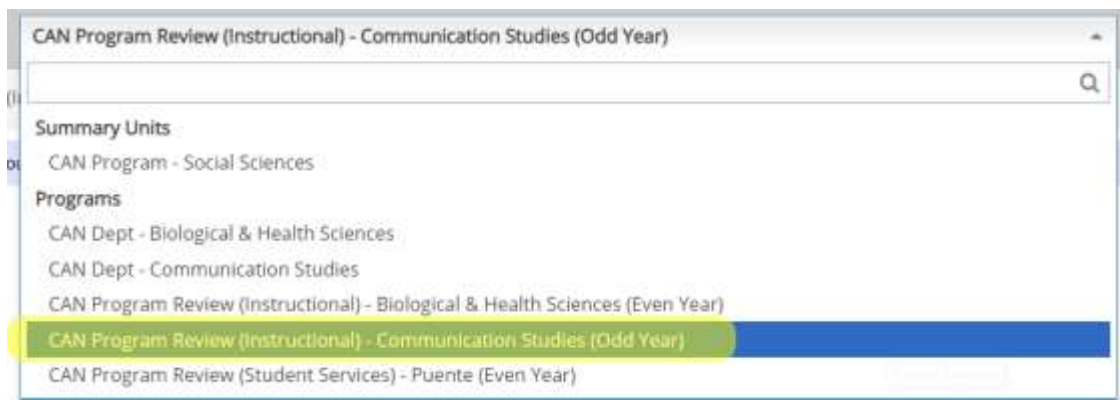 CAN Program Review (Instructional) - Communication Studies (Odd Year)
Summary Units
CAN Program - Social Sciences
Programs
CAN Dept - Biological & Health Sciences
CAN Dept - Communication Studies
CAN Program Review (Instructional) - Biological & Health Sciences (Even Year)
CAN Program Review (Instructional) - Communication Studies (Odd Year)
CAN Program Review (Student Services) - Puente (Even Year)